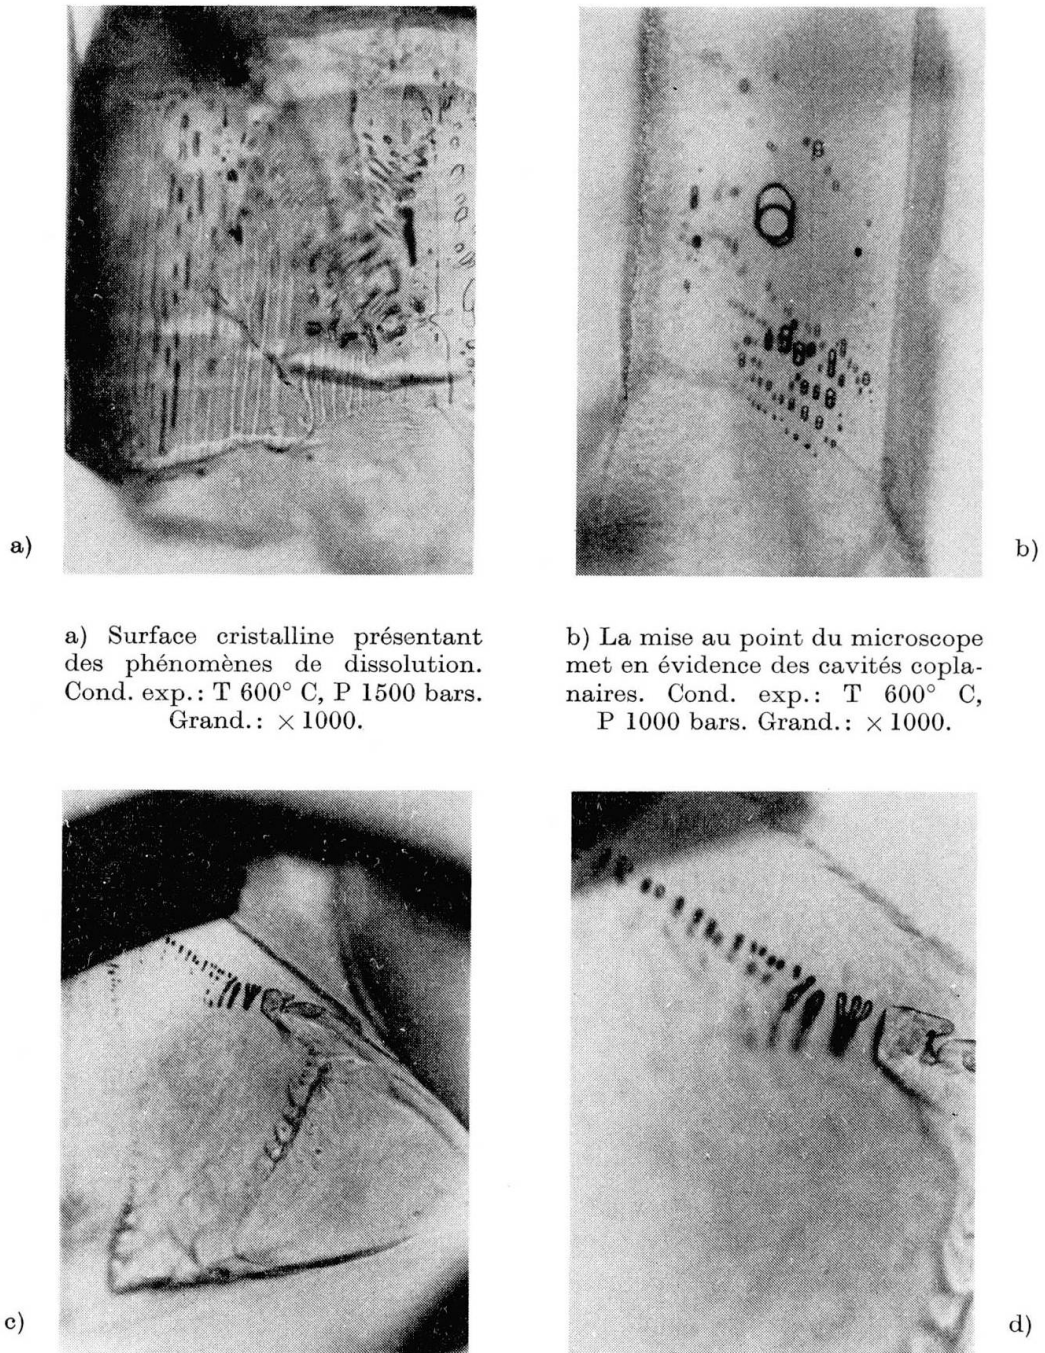 a)
b)
a) Surface cristalline présentant
des phénomènes de dissolution.
Cond. exp.: T 600° C, P 1500 bars.
Grand.: × 1000.
b) La mise au point du microscope
met en évidence des cavités copla-
naires. Cond. exp.: T 600° C,
P 1000 bars. Grand.: × 1000.
c)
d)